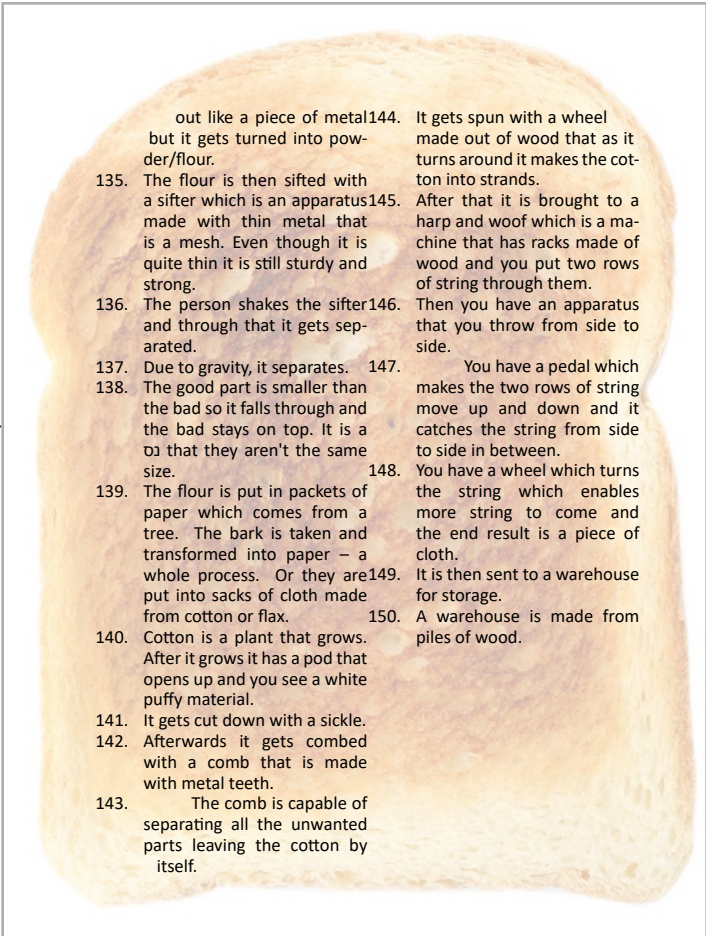 out like a piece of metal
but it gets turned into pow-
der/flour.
135. The flour is then sifted with
a sifter which is an apparatus
made with thin metal that
is a mesh. Even though it is
quite thin it is still sturdy and
strong.
136. The person shakes the sifter
and through that it gets sep-
arated.
137. Due to gravity, it separates.
138. The good part is smaller than
the bad so it falls through and
the bad stays on top. It is a
נס that they aren't the same
size.
139. The flour is put in packets of
paper which comes from a
tree. The bark is taken and
transformed into paper – a
whole process. Or they are
put into sacks of cloth made
from cotton or flax.
140. Cotton is a plant that grows.
After it grows it has a pod that
opens up and you see a white
puffy material.
141. It gets cut down with a sickle.
142. Afterwards it gets combed
with a comb that is made
with metal teeth.
143. The comb is capable of
separating all the unwanted
parts leaving the cotton by
itself.
144. It gets spun with a wheel
made out of wood that as it
turns around it makes the cot-
ton into strands.
145. After that it is brought to a
harp and woof which is a ma-
chine that has racks made of
wood and you put two rows
of string through them.
146. Then you have an apparatus
that you throw from side to
side.
147. You have a pedal which
makes the two rows of string
move up and down and it
catches the string from side
to side in between.
148. You have a wheel which turns
the string which enables
more string to come and
the end result is a piece of
cloth.
149. It is then sent to a warehouse
for storage.
150. A warehouse is made from
piles of wood.